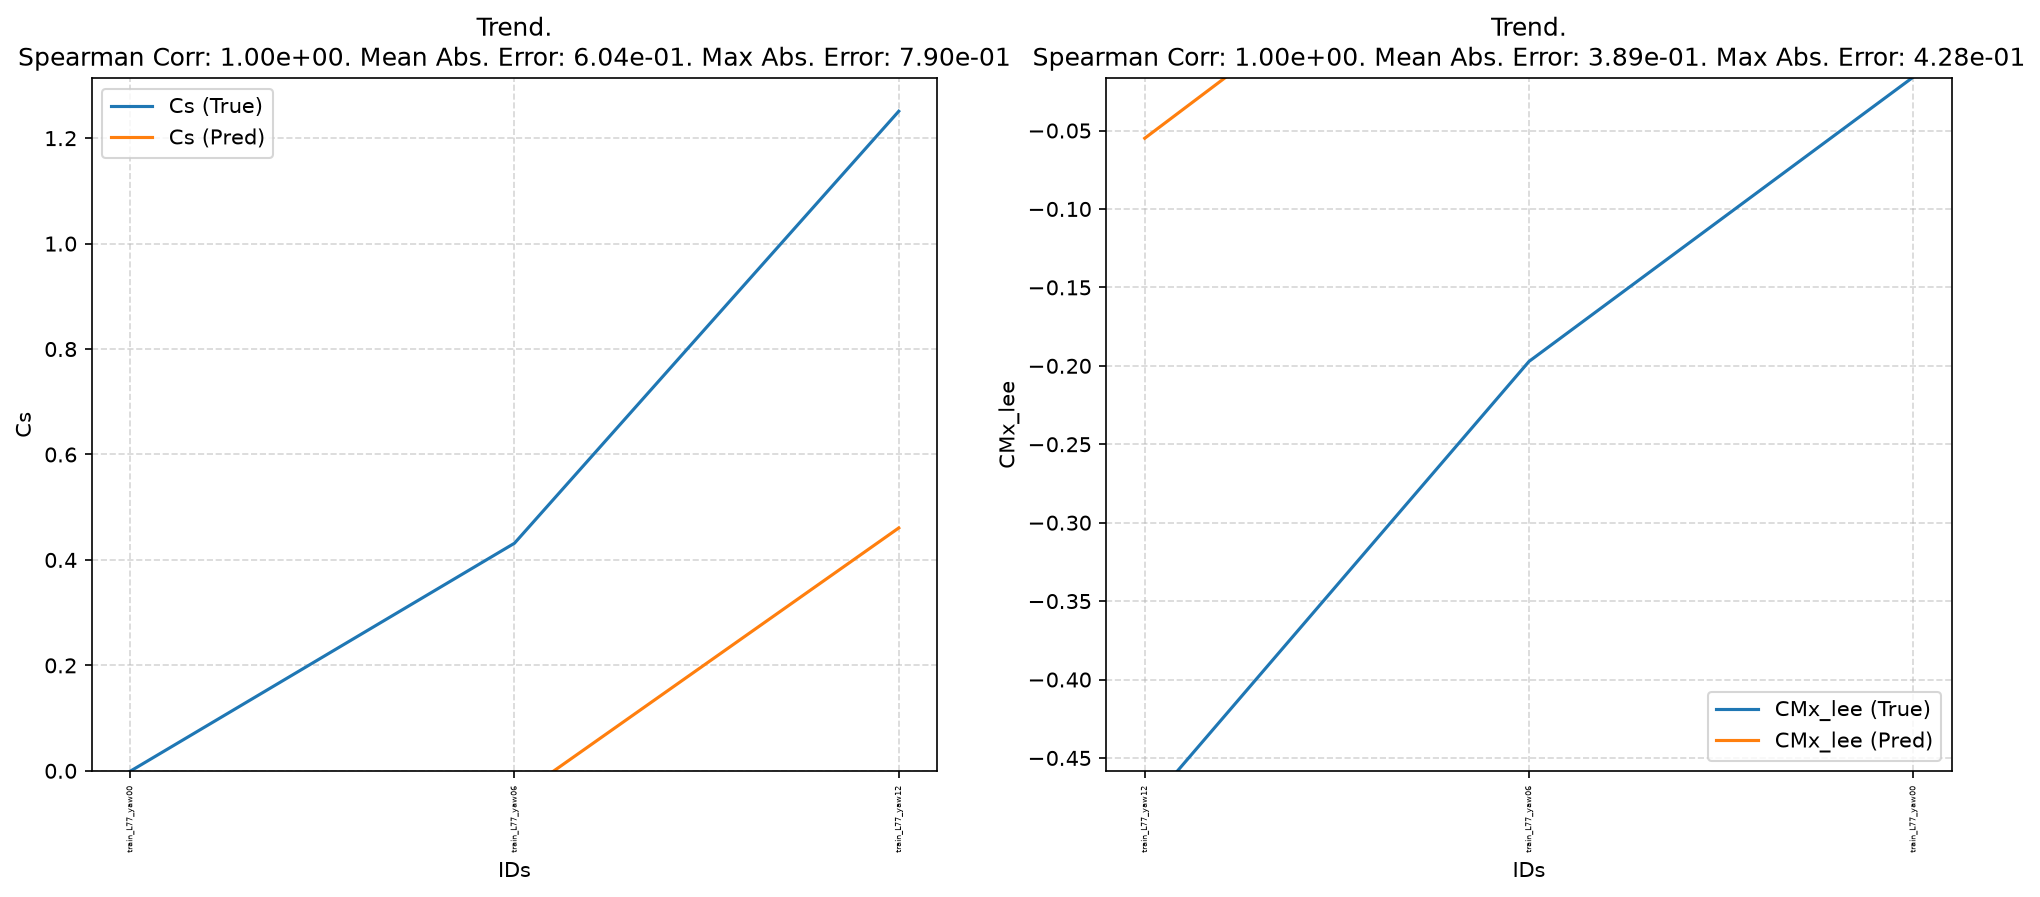 Trend.
Spearman Corr: 1.00e+00. Mean Abs. Error: 6.04e-01. Max Abs. Error: 7.90e-01
Cs (True)
Cs (Pred)
1.2
1.0
0.8
0.6
0.4
0.2
0.0
Cs
train_L77_yaw00
train_L77_yaw06
train_L77_yaw12
IDs
Trend.
Spearman Corr: 1.00e+00. Mean Abs. Error: 3.89e-01. Max Abs. Error: 4.28e-01
−0.05
−0.10
−0.15
−0.20
−0.25
−0.30
−0.35
−0.40
−0.45
CMx_lee
CMx_lee (True)
CMx_lee (Pred)
train_L77_yaw12
train_L77_yaw06
train_L77_yaw00
IDs